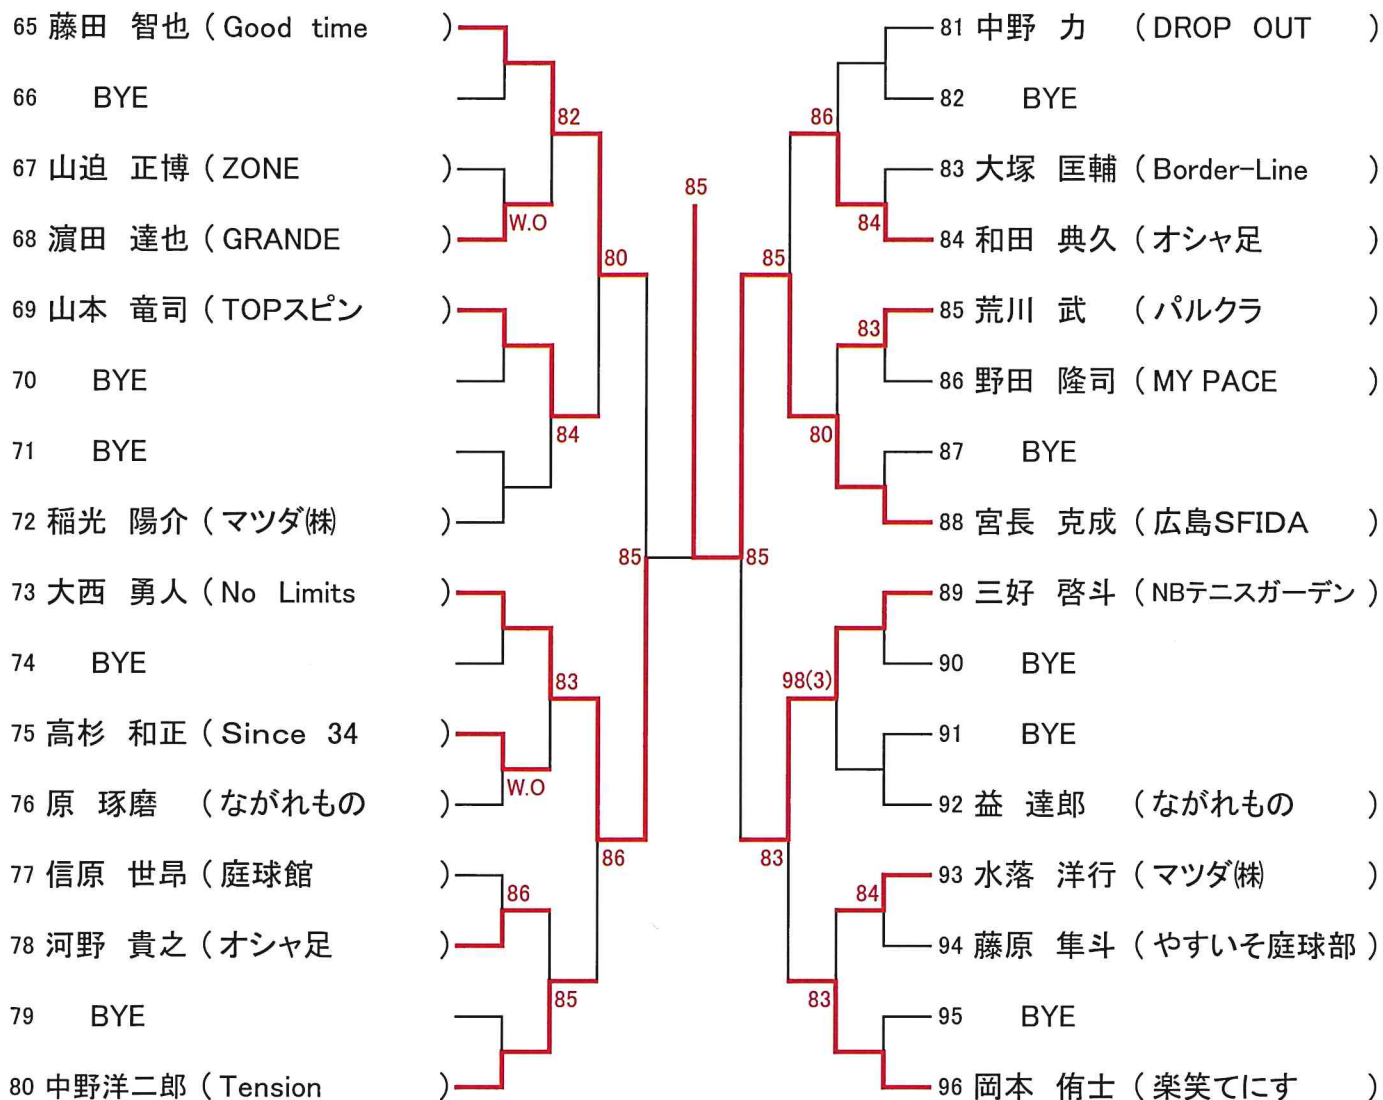 65 藤田 智也 ( Good time )
66 BYE
82
67 山迫 正博 ( ZONE )
W.O
68 濵田 達也 ( GRANDE )
80
69 山本 竜司 ( TOPスピン )
70 BYE
84
71 BYE
72 稲光 陽介 ( マツダ㈱ )
85
73 大西 勇人 ( No Limits )
74 BYE
83
75 高杉 和正 ( Since 34 )
W.O
76 原 琢磨 ( ながれもの )
86
77 信原 世昂 ( 庭球館 )
86
78 河野 貴之 ( オシャ足 )
85
79 BYE
80 中野洋二郎 ( Tension )
85
81 中野 力 ( DROP OUT )
82 BYE
86
83 大塚 匡輔 ( Border-Line )
84
84 和田 典久 ( オシャ足 )
85
85 荒川 武 ( パルクラ )
83
86 野田 隆司 ( MY PACE )
80
87 BYE
88 宮長 克成 ( 広島SFIDA )
85
89 三好 啓斗 ( NBテニスガーデン )
90 BYE
98(3)
91 BYE
92 益 達郎 ( ながれもの )
83
93 水落 洋行 ( マツダ㈱ )
84
94 藤原 隼斗 ( やすいそ庭球部 )
83
95 BYE
96 岡本 侑士 ( 楽笑てにす )